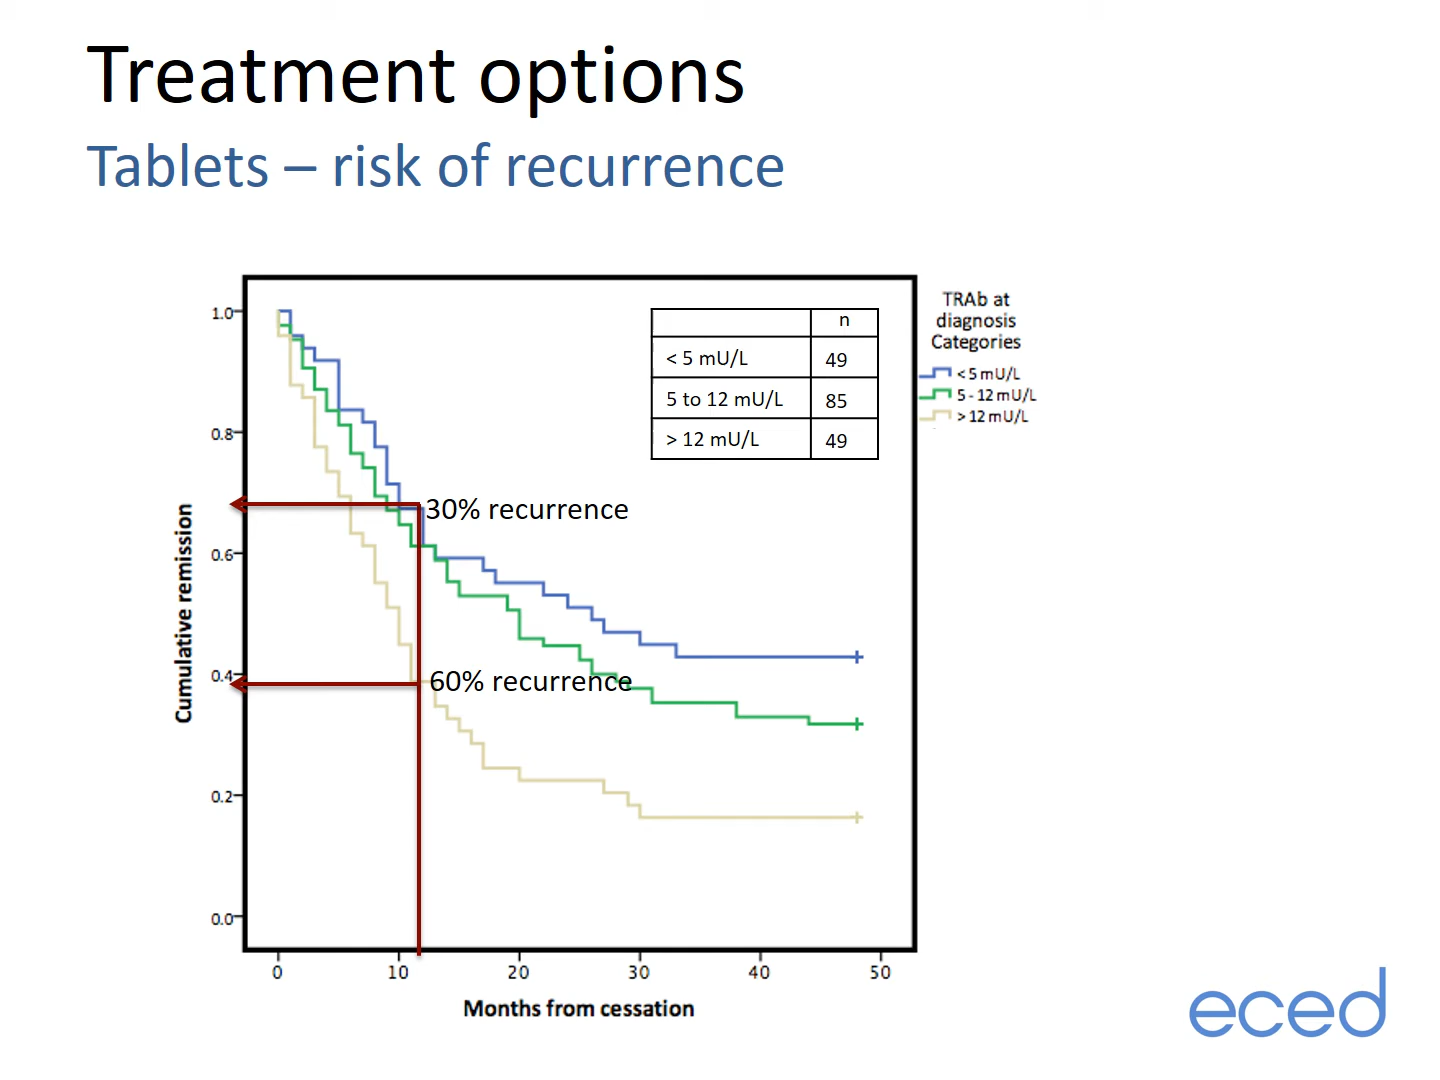 Treatment options
Tablets – risk of recurrence
TRAb at
diagnosis
Categories
< 5 mU/L
5 - 12 mU/L
> 12 mU/L
n
< 5 mU/L 49
5 to 12 mU/L 85
> 12 mU/L 49
30% recurrence
60% recurrence
Cumulative remission
1.0
0.8
0.6
0.4
0.2
0.0
0 10 20 30 40 50
Months from cessation
eced